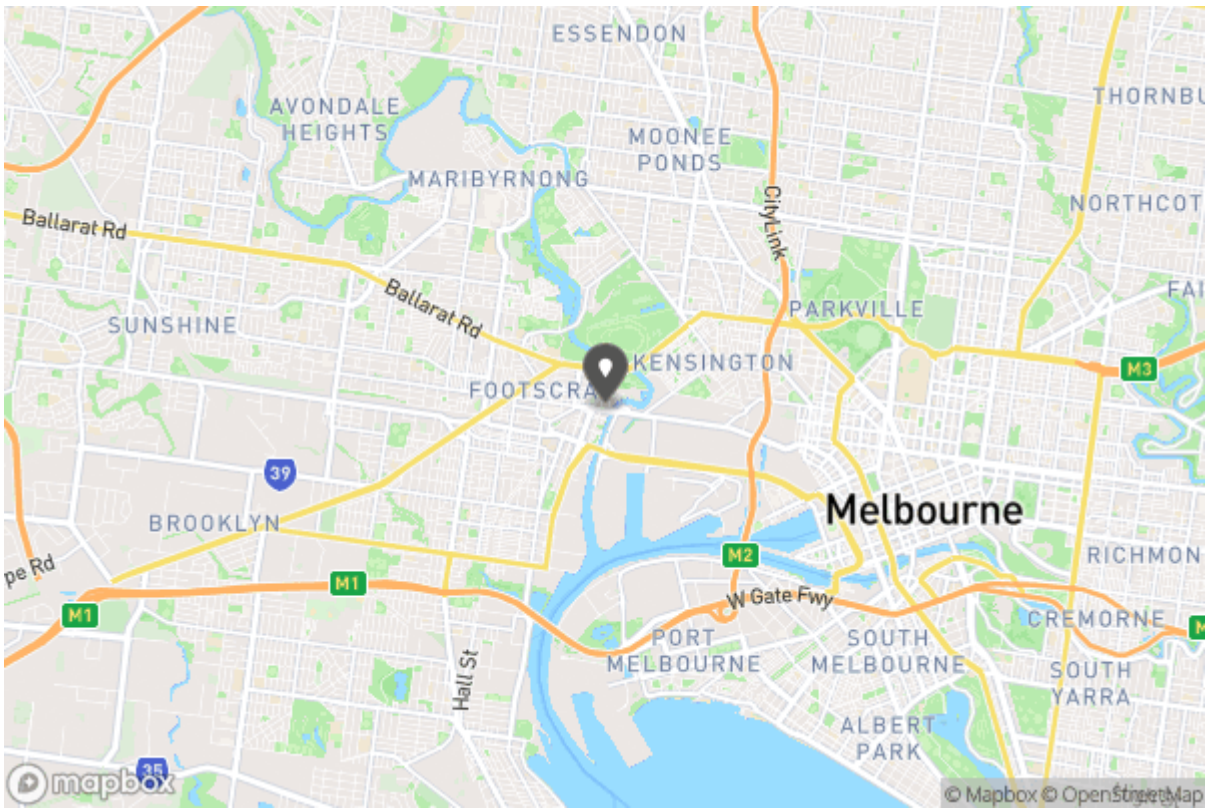 ESSENDON
THORNBU
AVONDALE
HEIGHTS
MOONEE
PONDS
MARIBYRNONG
CityLink
NORTHCOT
Ballarat Rd
Ballarat Rd
FAI
PARKVILLE
SUNSHINE
KENSINGTON
M3
FOOTSCRA
39
Melbourne
BROOKLYN
M2
RICHMON
pe Rd
M1
M1
W Gate Fwy
CREMORNE
M
PORT
MELBOURNE
SOUTH
MELBOURNE
Hall St
SOUTH
YARRA
ALBERT
PARK
35
mapbox
© Mapbox © OpenStreetMap